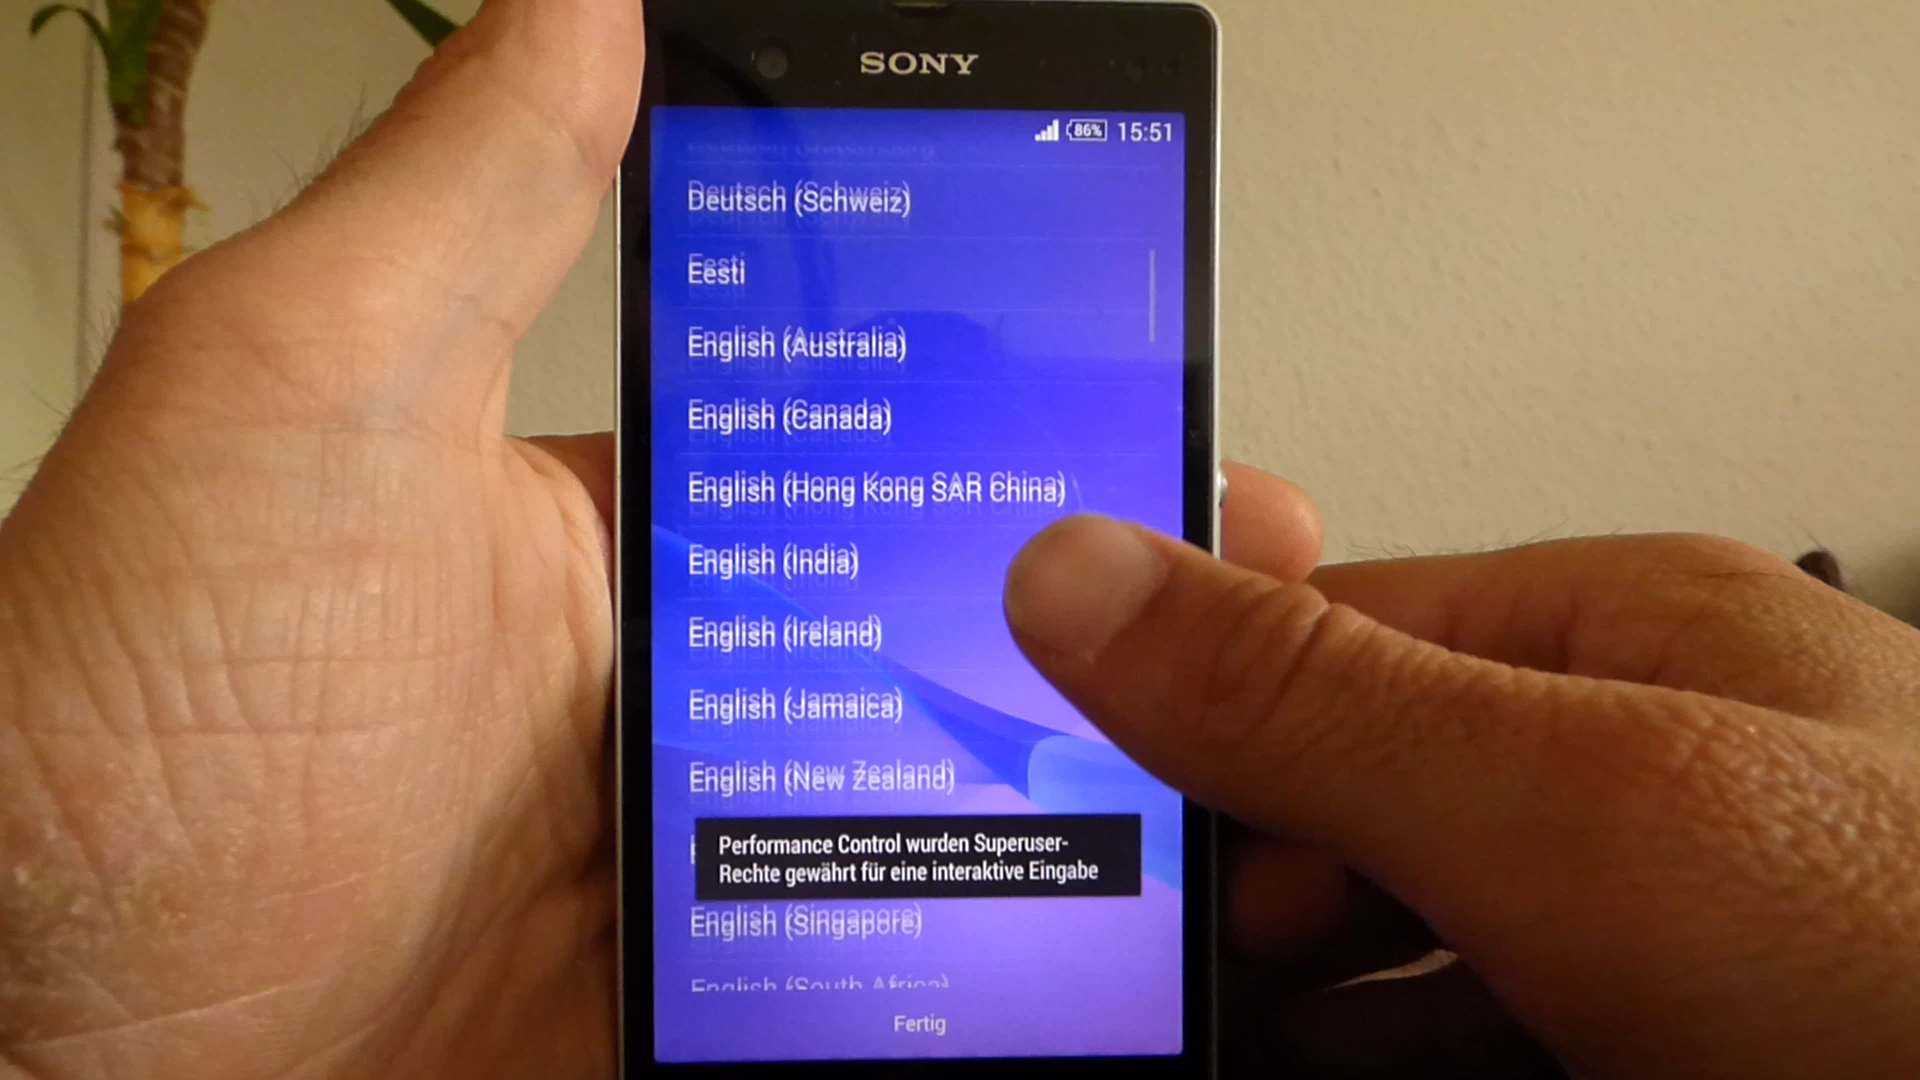 SONY
86% 15:51
Deutsch (Schweiz)
Eesti
English (Australia)
English (Canada)
English (Hong Kong SAR China)
English (India)
English (Ireland)
English (Jamaica)
English (New Zealand)
Performance Control wurden Superuser-
Rechte gewährt für eine interaktive Eingabe
English (Singapore)
English (South Africa)
Fertig